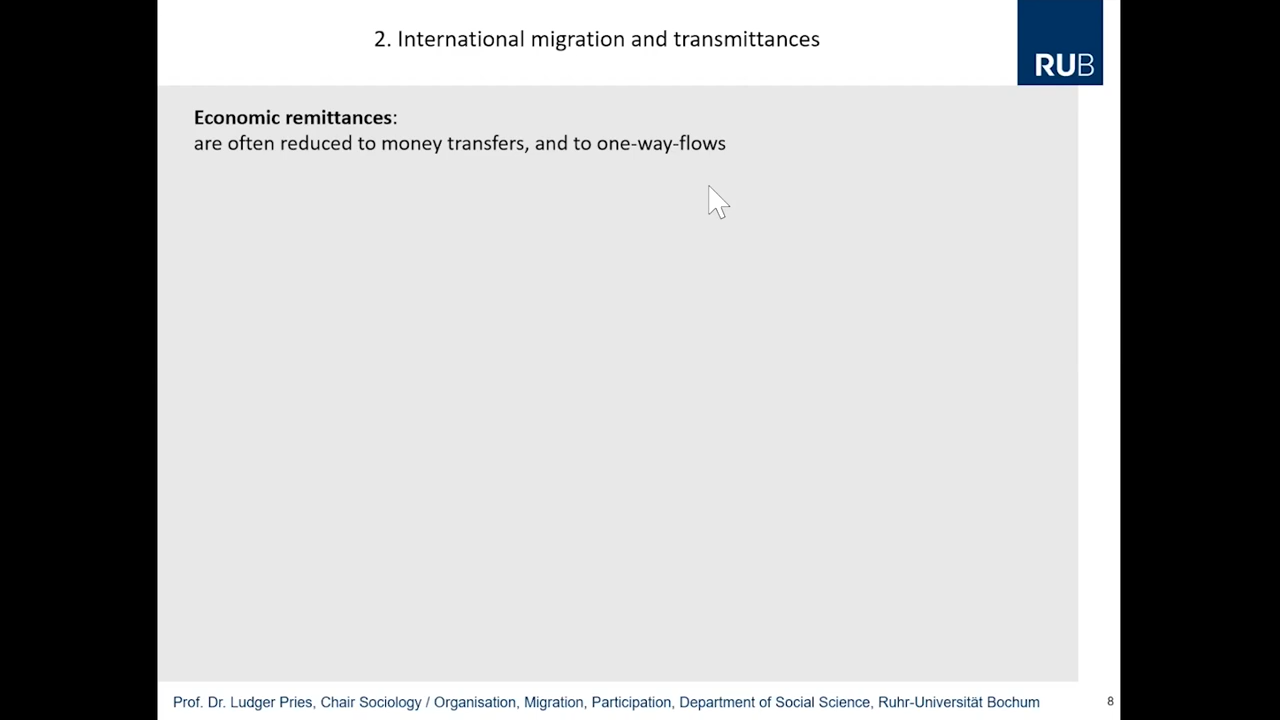 2. International migration and transmittances
RUB
Economic remittances:
are often reduced to money transfers, and to one-way-flows
Prof. Dr. Ludger Pries, Chair Sociology / Organisation, Migration, Participation, Department of Social Science, Ruhr-Universität Bochum
8